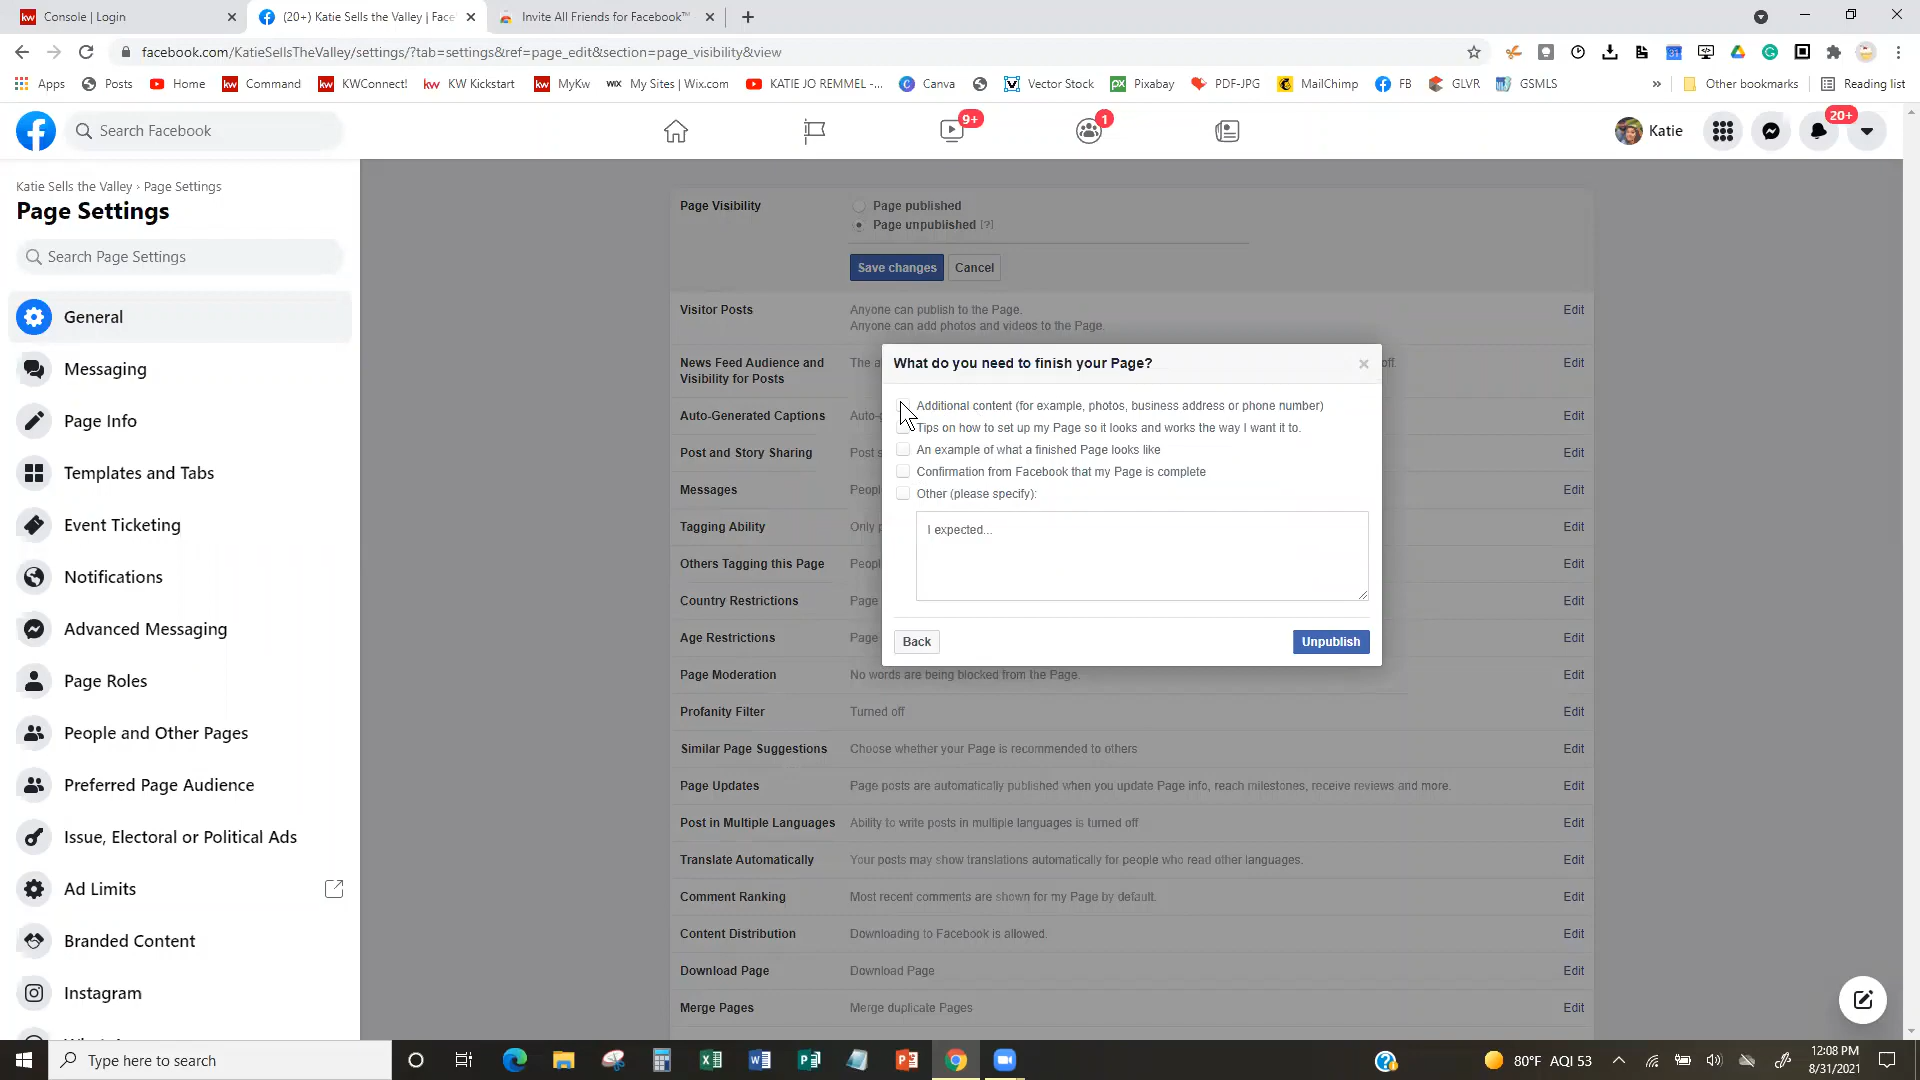 Console | Login
(20+) Katie Sells the Valley | Face
Invite All Friends for Facebook™
facebook.com/KatieSellsTheValley/settings/?tab=settings&ref=page_edit&section=page_visibility&view
Apps
Posts
Home
kw Command
kw KWConnect!
kw KW Kickstart
kw MyKw
WIX My Sites | Wix.com
KATIE JO REMMEL -...
Canva
Vector Stock
px Pixabay
PDF-JPG
MailChimp
FB
GLVR
GSMLS
»
Other bookmarks
Reading list
Search Facebook
9+
1
Katie
20+
Katie Sells the Valley › Page Settings
Page Settings
Search Page Settings
General
Messaging
Page Info
Templates and Tabs
Event Ticketing
Notifications
Advanced Messaging
Page Roles
People and Other Pages
Preferred Page Audience
Issue, Electoral or Political Ads
Ad Limits
Branded Content
Instagram
Page Visibility
Page published
Page unpublished [?]
Save changes
Cancel
Visitor Posts
Anyone can publish to the Page.
Anyone can add photos and videos to the Page.
Edit
News Feed Audience and
Visibility for Posts
The a
off.
Edit
Auto-Generated Captions
Auto-g
Edit
Post and Story Sharing
Post s
Edit
Messages
Peopl
Edit
Tagging Ability
Only p
Edit
Others Tagging this Page
Peopl
Edit
Country Restrictions
Page
Edit
Age Restrictions
Page
Edit
Page Moderation
No words are being blocked from the Page.
Edit
Profanity Filter
Turned off
Edit
Similar Page Suggestions
Choose whether your Page is recommended to others
Edit
Page Updates
Page posts are automatically published when you update Page info, reach milestones, receive reviews and more.
Edit
Post in Multiple Languages
Ability to write posts in multiple languages is turned off
Edit
Translate Automatically
Your posts may show translations automatically for people who read other languages.
Edit
Comment Ranking
Most recent comments are shown for my Page by default.
Edit
Content Distribution
Downloading to Facebook is allowed.
Edit
Download Page
Download Page
Edit
Merge Pages
Merge duplicate Pages
Edit
What do you need to finish your Page?
Additional content (for example, photos, business address or phone number)
Tips on how to set up my Page so it looks and works the way I want it to.
An example of what a finished Page looks like
Confirmation from Facebook that my Page is complete
Other (please specify):
I expected...
Back
Unpublish
Type here to search
80°F AQI 53
12:08 PM
8/31/2021